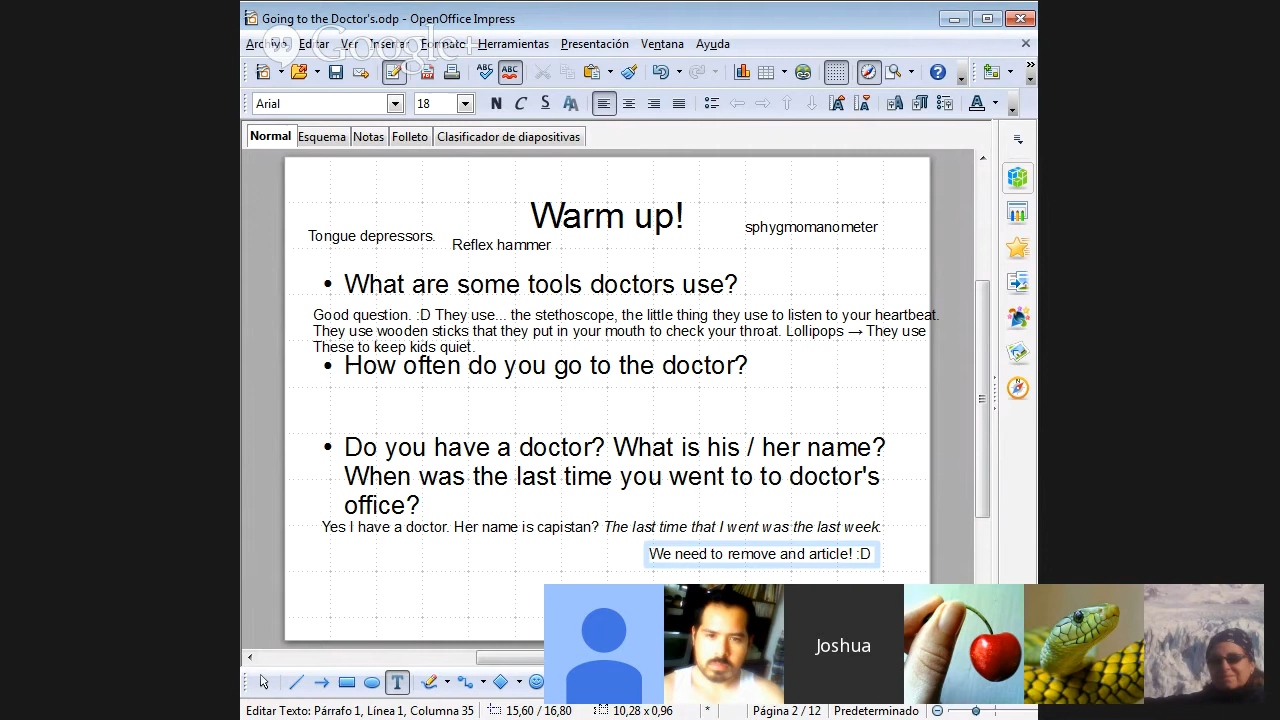 Going to the Doctor's.odp - OpenOffice Impress
Archivo Editar Ver Insertar Formato Herramientas Presentación Ventana Ayuda
Google+
Arial 18 N C S
Normal Esquema Notas Folleto Clasificador de diapositivas
Warm up!
sphygmomanometer
Tongue depressors.
Reflex hammer
• What are some tools doctors use?
Good question. :D They use... the stethoscope, the little thing they use to listen to your heartbeat.
They use wooden sticks that they put in your mouth to check your throat. Lollipops → They use
These to keep kids quiet.
• How often do you go to the doctor?
• Do you have a doctor? What is his / her name?
When was the last time you went to to doctor's
office?
Yes I have a doctor. Her name is capistan? The last time that I went was the last week.
We need to remove and article! :D
Joshua
Editar Texto: Párrafo 1, Línea 1, Columna 35 15.60 / 16,80 10,28 x 0,96 * Página 2 / 12 Predeterminado